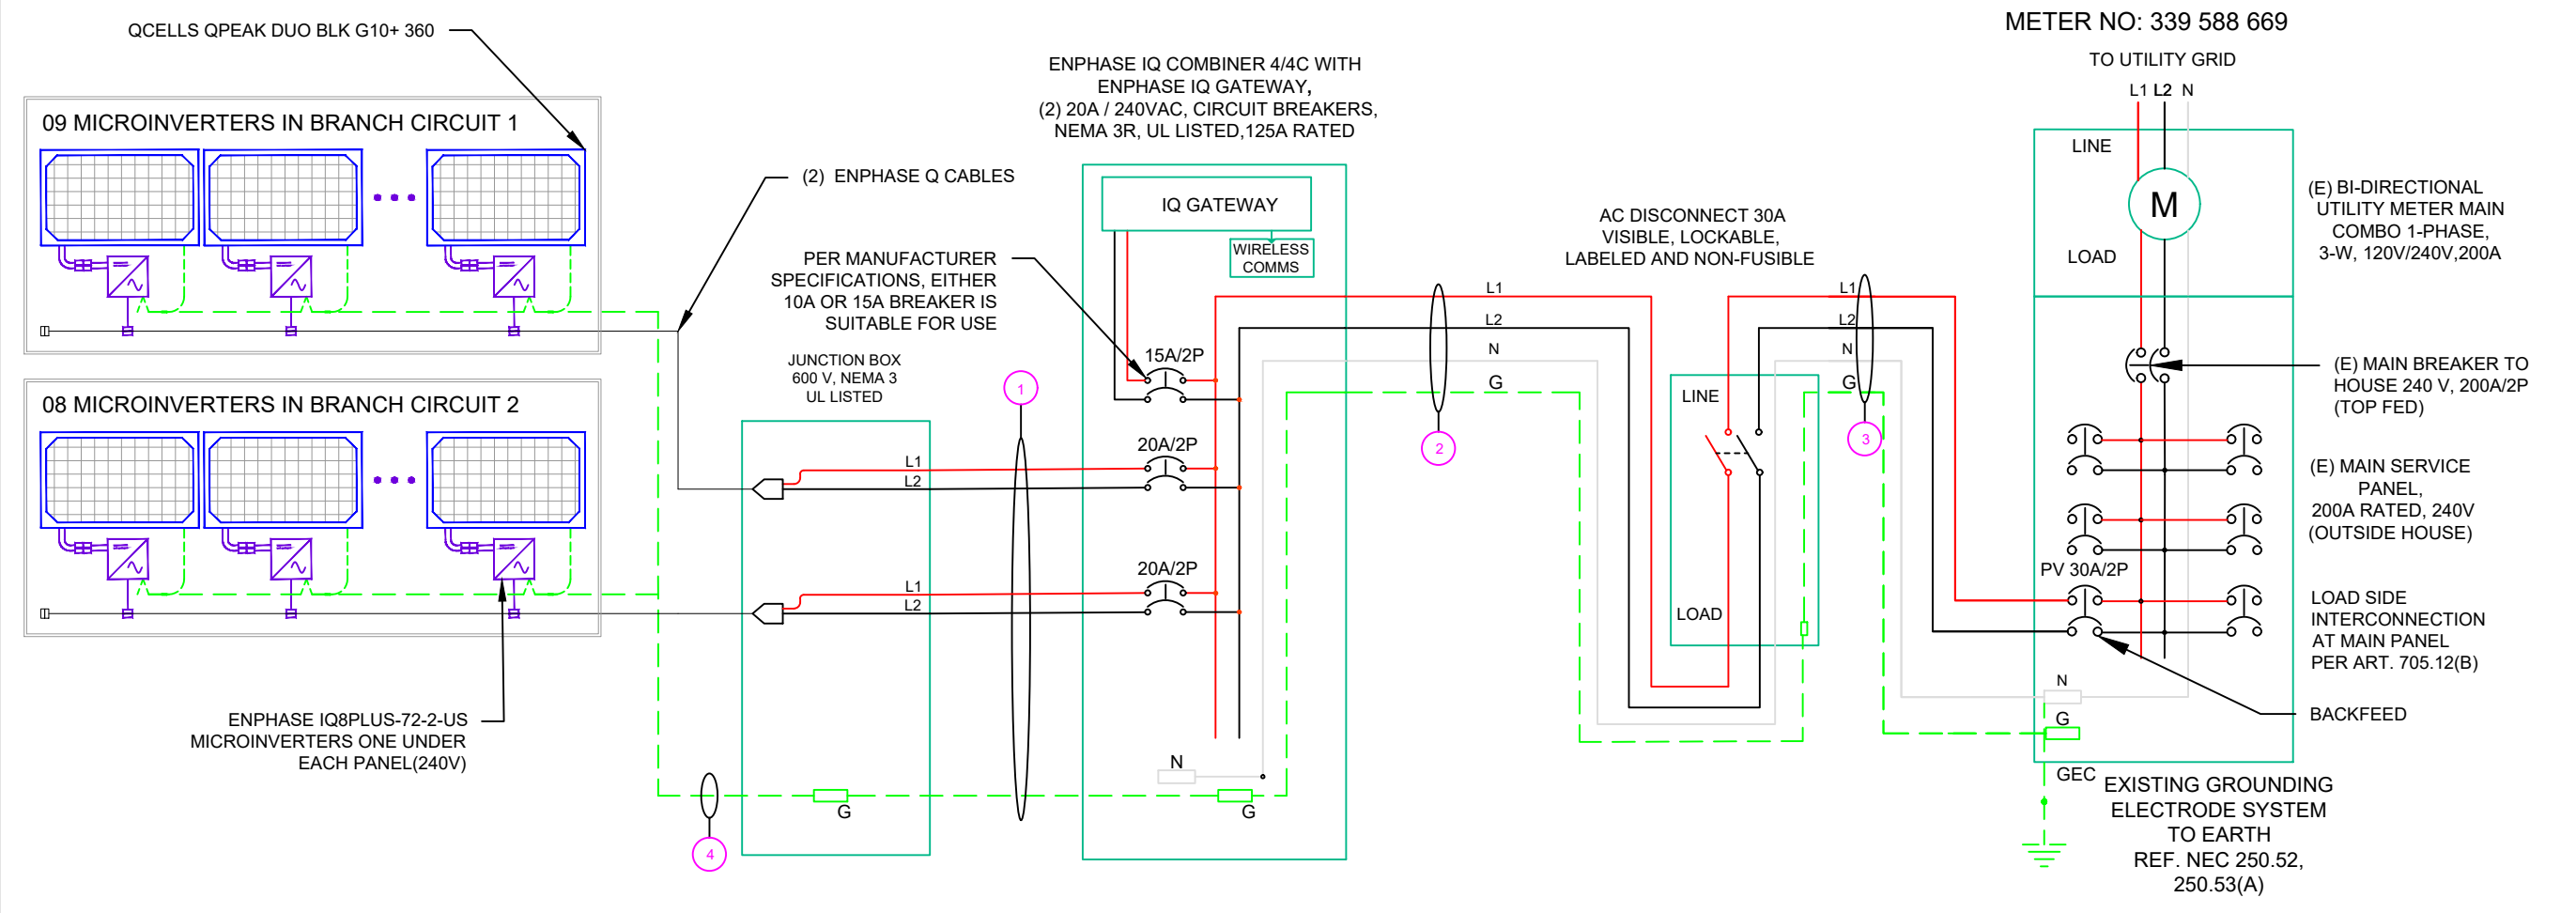 METER NO: 339 588 669
QCELLS QPEAK DUO BLK G10+ 360
TO UTILITY GRID
L1 L2 N
ENPHASE IQ COMBINER 4/4C WITH
ENPHASE IQ GATEWAY,
(2) 20A / 240VAC, CIRCUIT BREAKERS,
NEMA 3R, UL LISTED,125A RATED
09 MICROINVERTERS IN BRANCH CIRCUIT 1
(2) ENPHASE Q CABLES
PER MANUFACTURER
SPECIFICATIONS, EITHER
10A OR 15A BREAKER IS
SUITABLE FOR USE
JUNCTION BOX
600 V, NEMA 3
UL LISTED
08 MICROINVERTERS IN BRANCH CIRCUIT 2
ENPHASE IQ8PLUS-72-2-US
MICROINVERTERS ONE UNDER
EACH PANEL(240V)
L1
L2
L1
L2
G
4
1
IQ GATEWAY
WIRELESS
COMMS
15A/2P
20A/2P
20A/2P
N
G
L1
L2
N
G
2
AC DISCONNECT 30A
VISIBLE, LOCKABLE,
LABELED AND NON-FUSIBLE
LINE
LOAD
L1
L2
N
G
3
LINE
M
LOAD
(E) BI-DIRECTIONAL
UTILITY METER MAIN
COMBO 1-PHASE,
3-W, 120V/240V,200A
(E) MAIN BREAKER TO
HOUSE 240 V, 200A/2P
(TOP FED)
(E) MAIN SERVICE
PANEL,
200A RATED, 240V
(OUTSIDE HOUSE)
PV 30A/2P
LOAD SIDE
INTERCONNECTION
AT MAIN PANEL
PER ART. 705.12(B)
N
G
BACKFEED
GEC
EXISTING GROUNDING
ELECTRODE SYSTEM
TO EARTH
REF. NEC 250.52,
250.53(A)